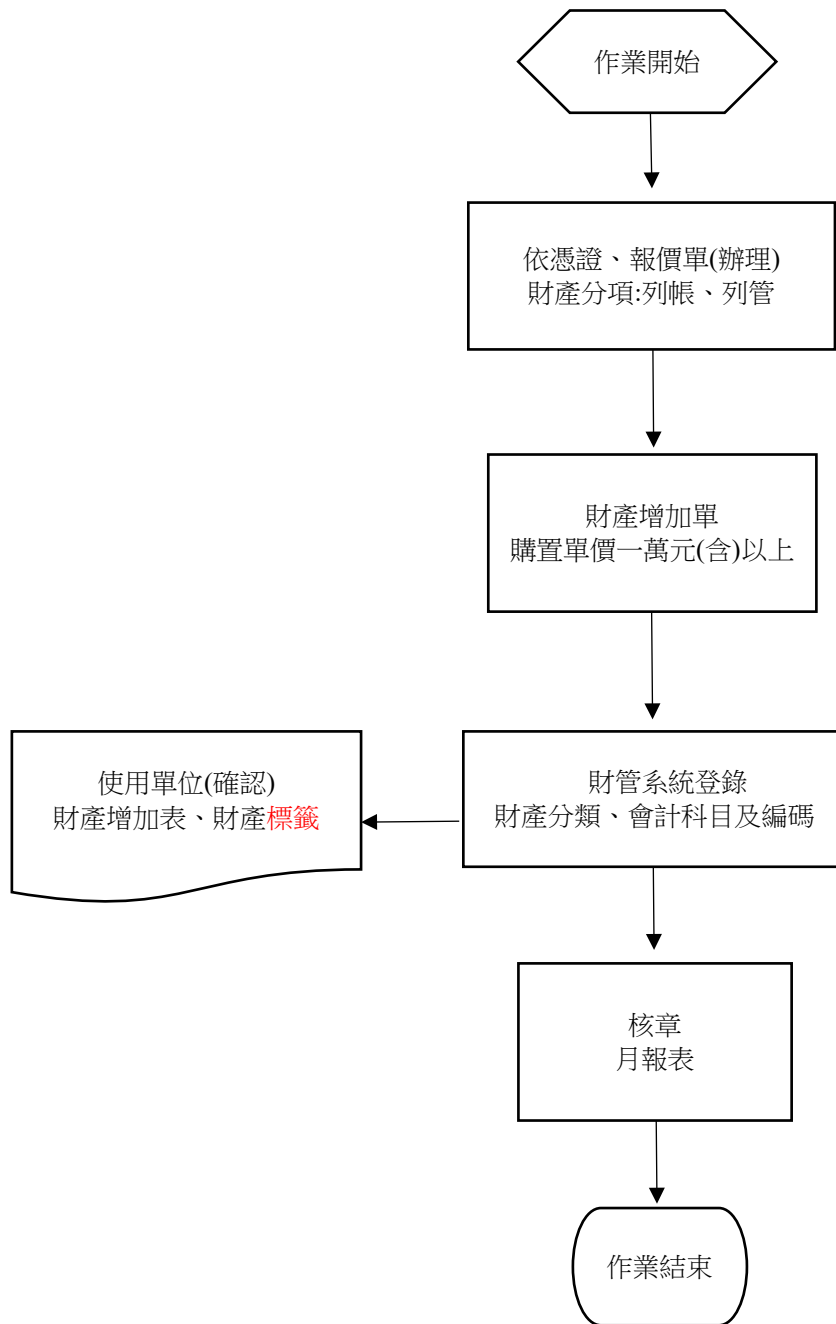 作業開始
依憑證、報價單(辦理)
財產分項:列帳、列管
財產增加單
購置單價一萬元(含)以上
財管系統登錄
財產分類、會計科目及編碼
使用單位(確認)
財產增加表、財產標籤
核章
月報表
作業結束